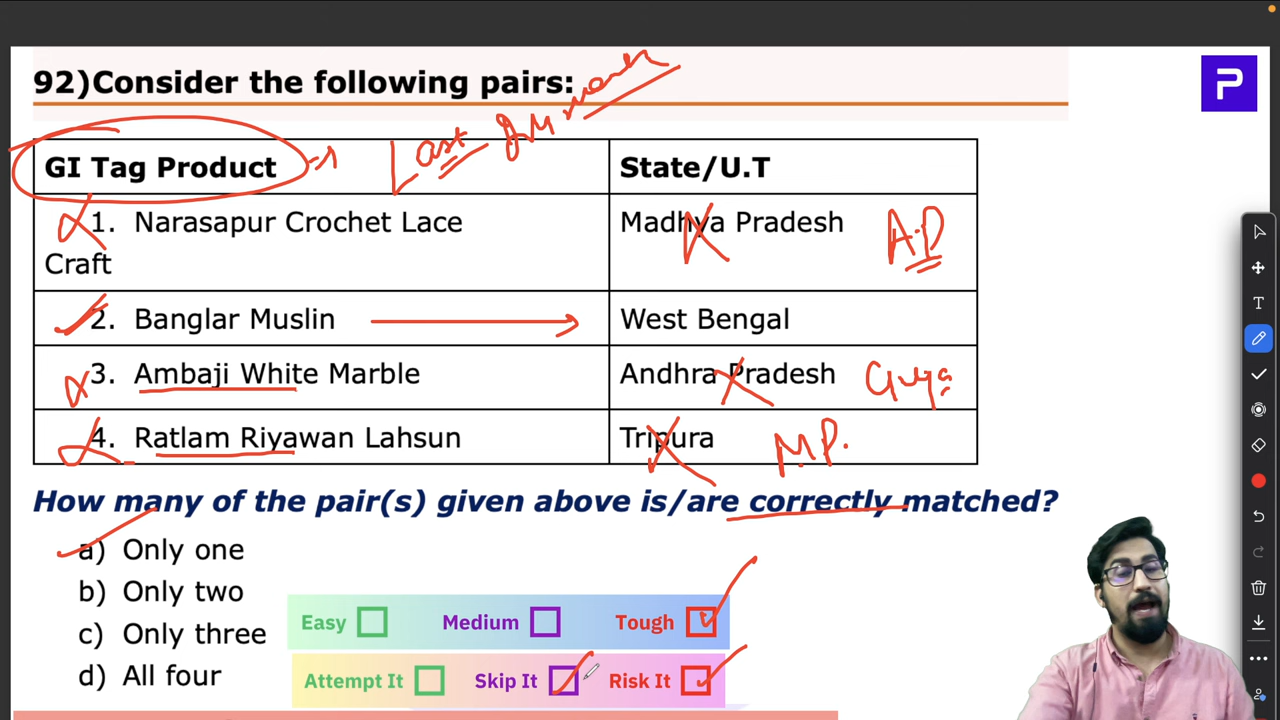 92)Consider the following pairs:
P
GI Tag Product
State/U.T
Last
1. Narasapur Crochet Lace Craft
Madhya Pradesh
A.P
2. Banglar Muslin
West Bengal
3. Ambaji White Marble
Andhra Pradesh
4. Ratlam Riyawan Lahsun
Tripura
M.P.
How many of the pair(s) given above is/are correctly matched?
a) Only one
b) Only two
c) Only three
d) All four
Easy
Medium
Tough
Attempt It
Skip It
Risk It
T